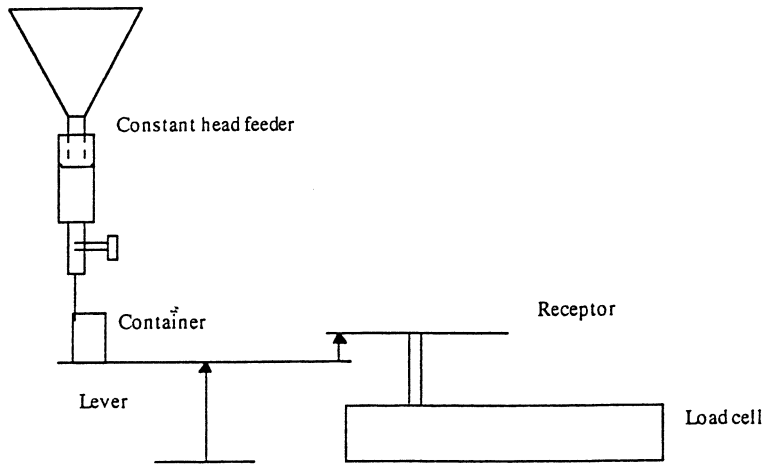 Constant head feeder
Container
Receptor
Lever
Load cell